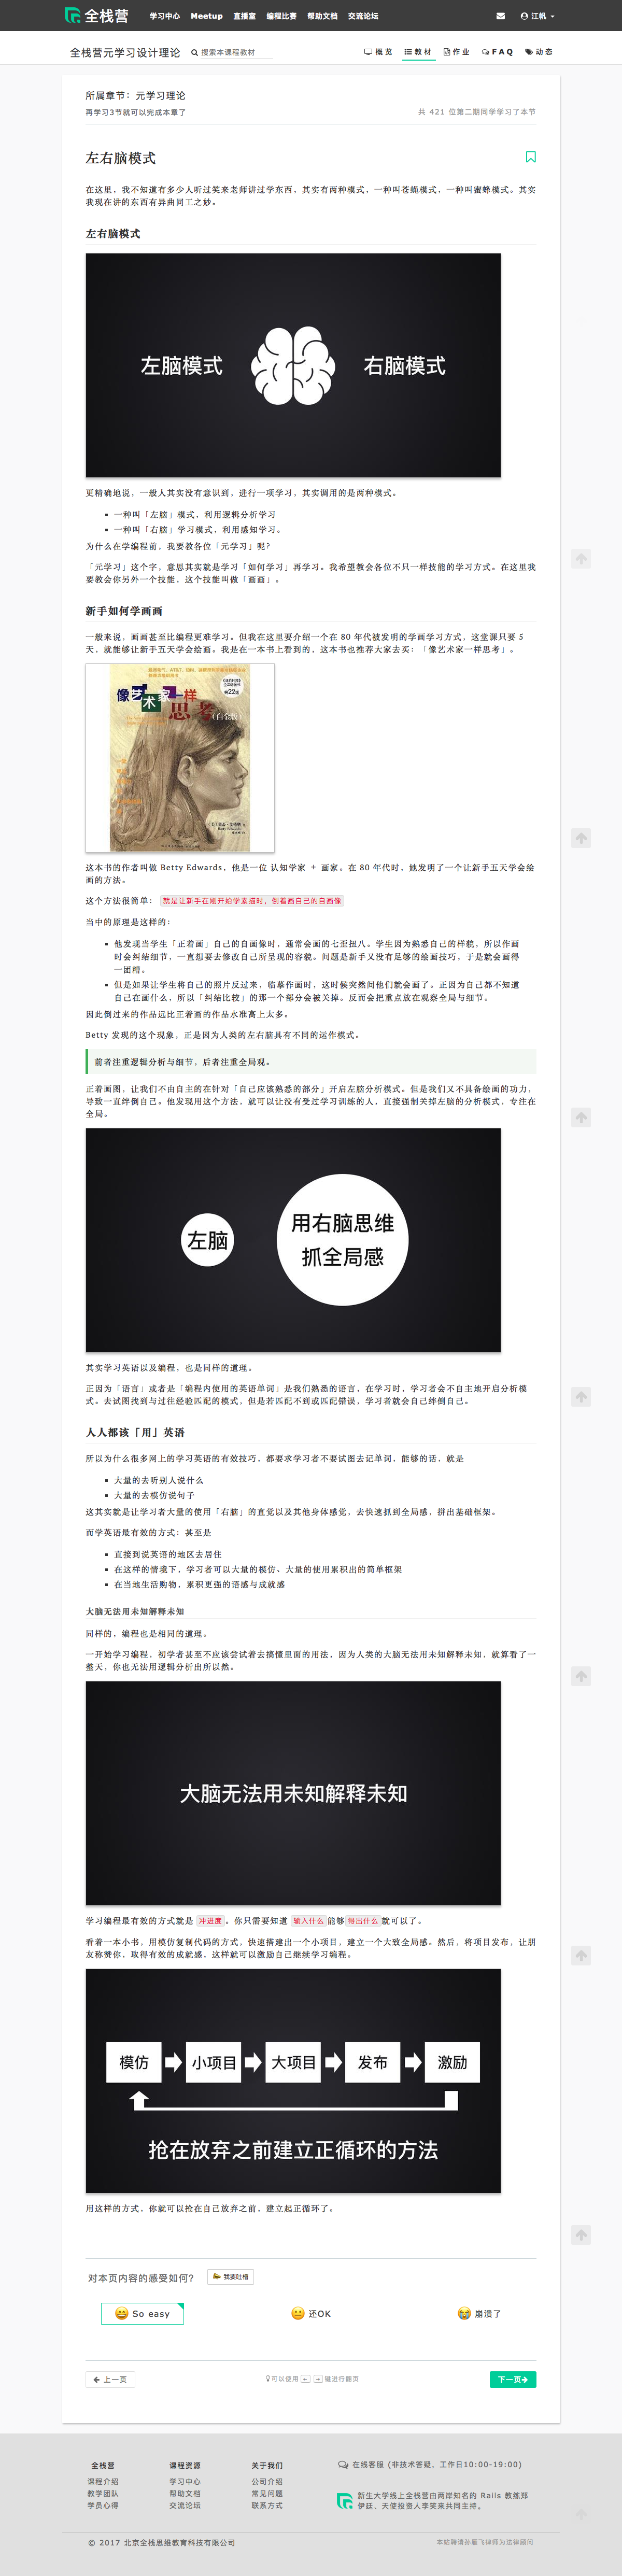 全栈营
学习中心 Meetup 直播室 编程比赛 帮助文档 交流论坛
江帆
全栈营元学习设计理论
搜索本课程教材
概览 教材 作业 FAQ 动态
所属章节：元学习理论
再学习3节就可以完成本章了
共 421 位第二期同学学习了本节
左右脑模式
在这里，我不知道有多少人听过笑来老师讲过学东西，其实有两种模式，一种叫苍蝇模式，一种叫蜜蜂模式。其实
我现在讲的东西有异曲同工之妙。
左右脑模式
左脑模式
右脑模式
更精确地说，一般人其实没有意识到，进行一项学习，其实调用的是两种模式。
一种叫「左脑」模式，利用逻辑分析学习
一种叫「右脑」学习模式，利用感知学习。
为什么在学编程前，我要教各位「元学习」呢？
「元学习」这个字，意思其实就是学习「如何学习」再学习。我希望教会各位不只一样技能的学习方式。在这里我
要教会你另外一个技能，这个技能叫做「画画」。
新手如何学画画
一般来说，画画甚至比编程更难学习。但我在这里要介绍一个在 80 年代被发明的学画学习方式，这堂课只要 5
天，就能够让新手五天学会绘画。我是在一本书上看到的，这本书也推荐大家去买：「像艺术家一样思考」。
像艺术家一样
思考
（白金版）
这本书的作者叫做 Betty Edwards，他是一位 认知学家 + 画家。在 80 年代时，她发明了一个让新手五天学会绘
画的方法。
这个方法很简单： 就是让新手在刚开始学素描时，倒着画自己的自画像
当中的原理是这样的：
他发现当学生「正着画」自己的自画像时，通常会画的七歪扭八。学生因为熟悉自己的样貌，所以作画
时会纠结细节，一直想要去修改自己所呈现的容貌。问题是新手又没有足够的绘画技巧，于是就会画得
一团糟。
但是如果让学生将自己的照片反过来，临摹作画时，这时候突然间他们就会画了。正因为自己都不知道
自己在画什么，所以「纠结比较」的那一个部分会被关掉。反而会把重点放在观察全局与细节。
因此倒过来的作品远比正着画的作品水准高上太多。
Betty 发现的这个现象，正是因为人类的左右脑具有不同的运作模式。
前者注重逻辑分析与细节，后者注重全局观。
正着画图，让我们不由自主的在针对「自己应该熟悉的部分」开启左脑分析模式。但是我们又不具备绘画的功力，
导致一直绊倒自己。他发现用这个方法，就可以让没有受过学习训练的人，直接强制关掉左脑的分析模式，专注在
全局。
左脑
用右脑思维
抓全局感
其实学习英语以及编程，也是同样的道理。
正因为「语言」或者是「编程内使用的英语单词」是我们熟悉的语言，在学习时，学习者会不自主地开启分析模
式。去试图找到与过往经验匹配的模式，但是若匹配不到或匹配错误，学习者就会自己绊倒自己。
人人都该「用」英语
所以为什么很多网上的学习英语的有效技巧，都要求学习者不要试图去记单词，能够的话，就是
大量的去听别人说什么
大量的去模仿说句子
这其实就是让学习者大量的使用「右脑」的直觉以及其他身体感觉，去快速抓到全局感，拼出基础框架。
而学英语最有效的方式：甚至是
直接到说英语的地区去居住
在这样的情境下，学习者可以大量的模仿、大量的使用累积出的简单框架
在当地生活购物，累积更强的语感与成就感
大脑无法用未知解释未知
同样的，编程也是相同的道理。
一开始学习编程，初学者甚至不应该尝试着去搞懂里面的用法，因为人类的大脑无法用未知解释未知，就算看了一
整天，你也无法用逻辑分析出所以然。
大脑无法用未知解释未知
学习编程最有效的方式就是 冲进度 。你只需要知道 输入什么 能够 得出什么 就可以了。
看着一本小书，用模仿复制代码的方式，快速搭建出一个小项目，建立一个大致全局感。然后，将项目发布，让朋
友称赞你，取得有效的成就感，这样就可以激励自己继续学习编程。
模仿 小项目 大项目 发布 激励
抢在放弃之前建立正循环的方法
用这样的方式，你就可以抢在自己放弃之前，建立起正循环了。
对本页内容的感受如何？
我要吐槽
So easy
还OK
崩溃了
上一页
可以使用 ← → 键进行翻页
下一页
全栈营 课程资源 关于我们
课程介绍 学习中心 公司介绍
教学团队 帮助文档 常见问题
学员心得 交流论坛 联系方式
在线客服 (非技术答疑，工作日10:00-19:00)
新生大学线上全栈营由两岸知名的 Rails 教练郑
伊廷、天使投资人李笑来共同主持。
© 2017 北京全栈思维教育科技有限公司
本站聘请孙雁飞律师为法律顾问